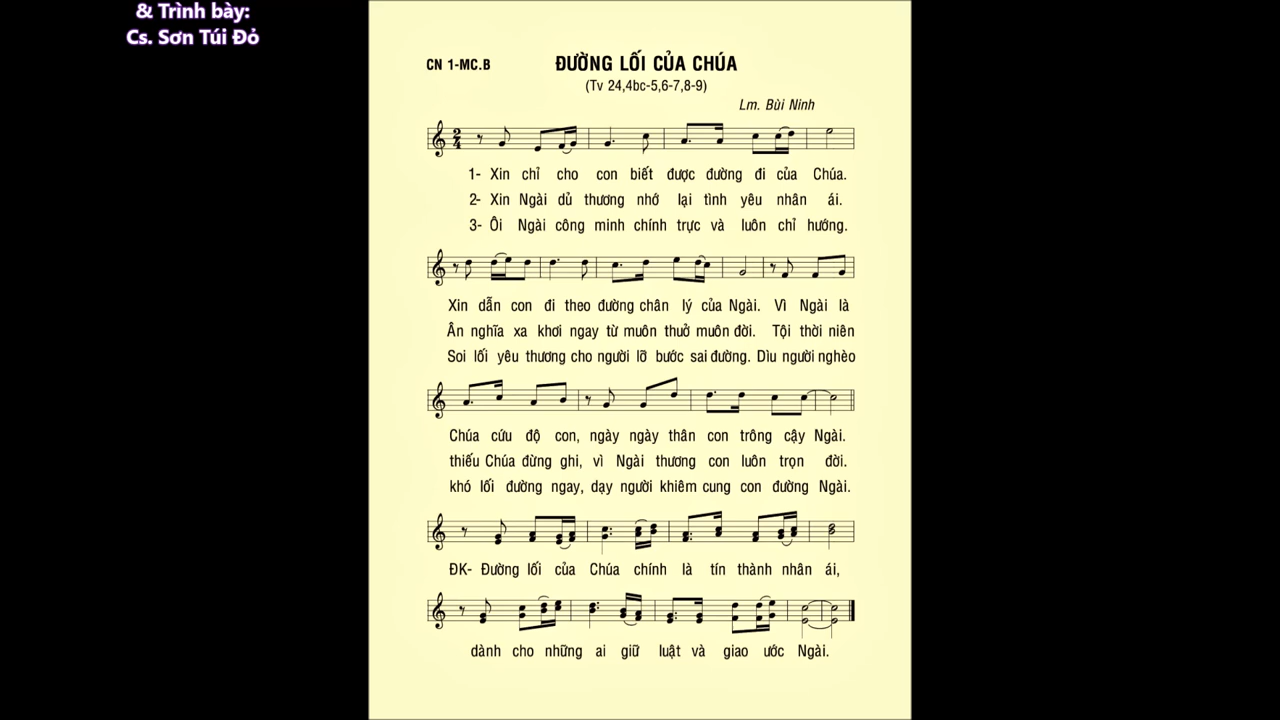 & Trình bày:
Cs. Sơn Túi Đỏ
CN 1-MC.B
ĐƯỜNG LỐI CỦA CHÚA
(Tv 24,4bc-5,6-7,8-9)
Lm. Bùi Ninh
1- Xin chỉ cho con biết được đường đi của Chúa.
2- Xin Ngài dủ thương nhớ lại tình yêu nhân ái.
3- Ôi Ngài công minh chính trực và luôn chỉ hướng.
Xin dẫn con đi theo đường chân lý của Ngài. Vì Ngài là
Ân nghĩa xa khơi ngay từ muôn thuở muôn đời. Tội thời niên
Soi lối yêu thương cho người lỡ bước sai đường. Dìu người nghèo
Chúa cứu độ con, ngày ngày thân con trông cậy Ngài.
thiếu Chúa đừng ghi, vì Ngài thương con luôn trọn đời.
khó lối đường ngay, dạy người khiêm cung con đường Ngài.
ĐK- Đường lối của Chúa chính là tín thành nhân ái,
dành cho những ai giữ luật và giao ước Ngài.